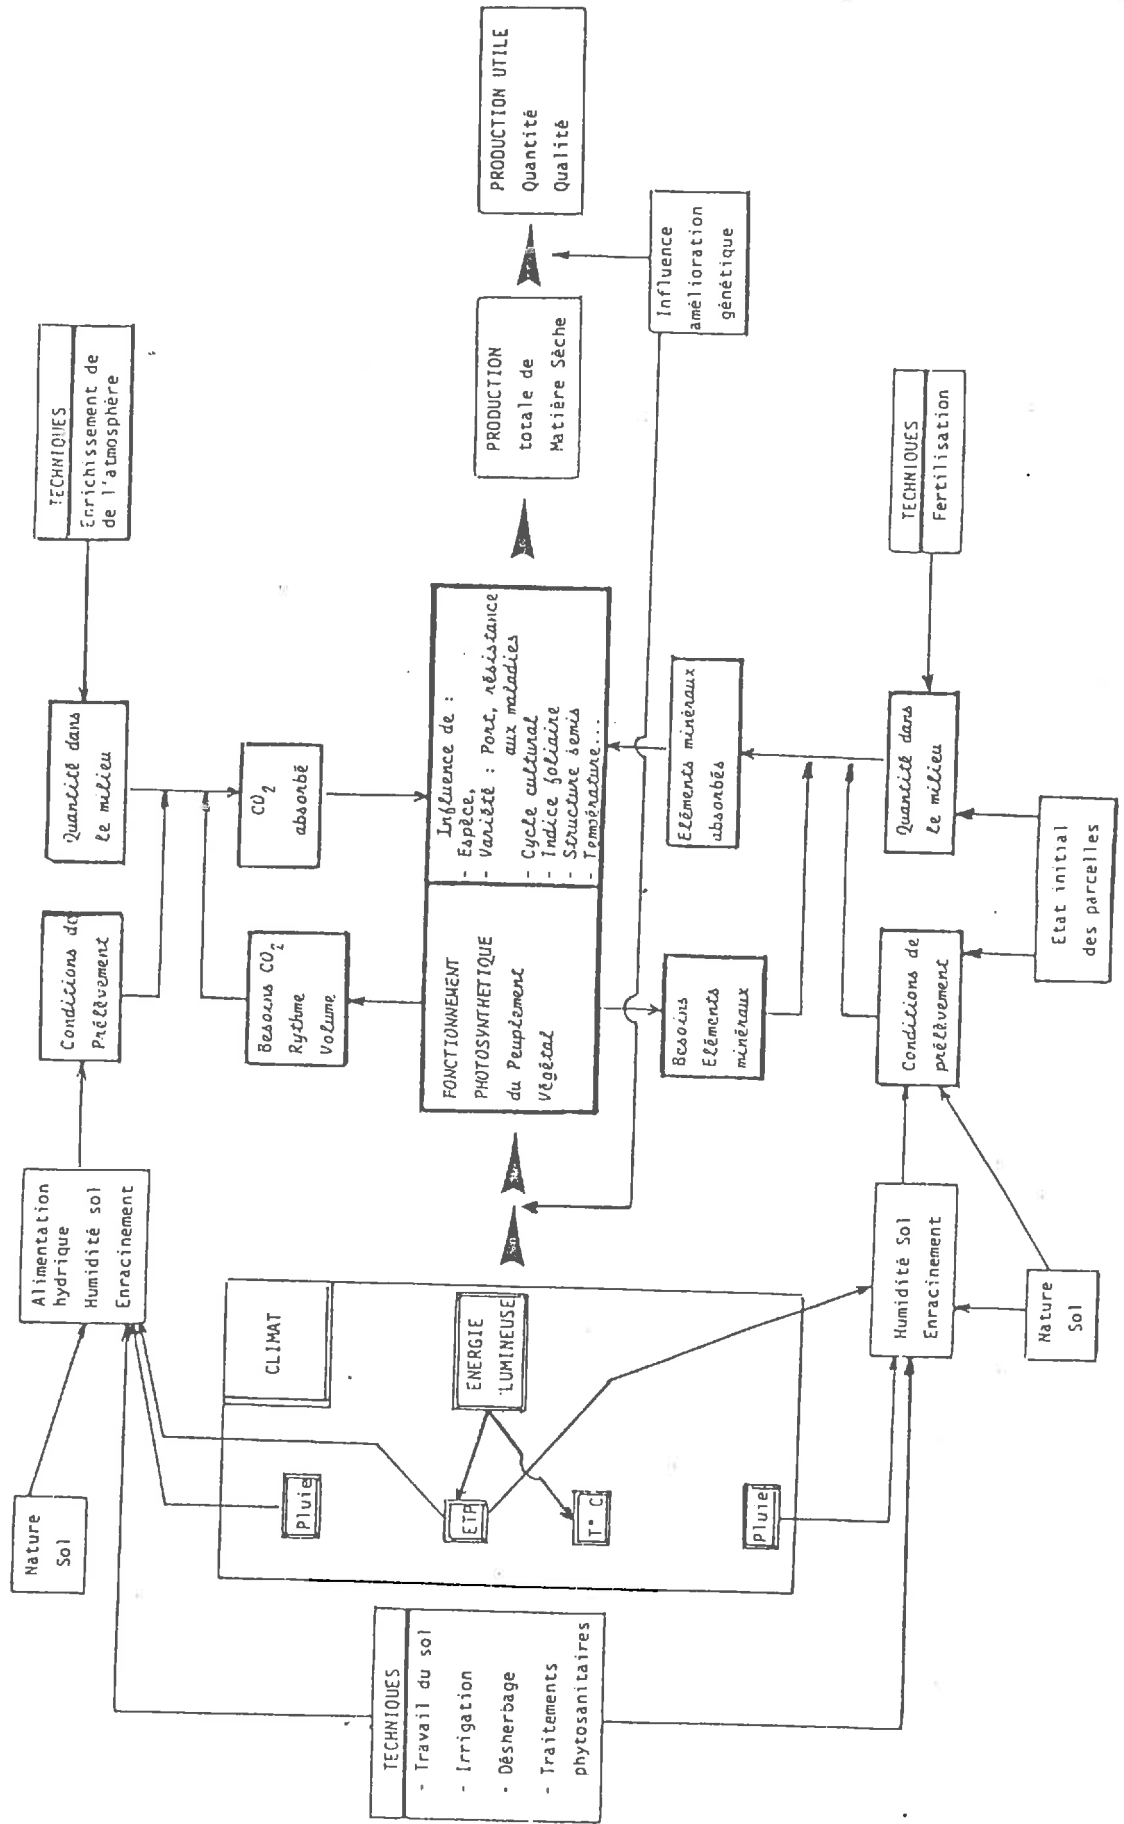 TECHNIQUES
- Travail du sol
- Irrigation
- Désherbage
- Traitements
phytosanitaires
Nature
Sol
CLIMAT
Pluie
ETP
ENERGIE
LUMINEUSE
T° C
Pluie
Alimentation
hydrique
Humidité sol
Enracinement
Humidité Sol
Enracinement
Nature
Sol
Conditions de
Prélèvement
Quantité dans
le milieu
TECHNIQUES
Enrichissement de
de l'atmosphère
Besoins CO2
Rythme
Volume
CO2
absorbé
FONCTIONNEMENT
PHOTOSYNTHETIQUE
du Peuplement
Végétal
Influence de :
- Espèce,
- Variété : Port, résistance
aux maladies
- Cycle cultural
- Indice foliaire
- Structure semis
- Température...
PRODUCTION
totale de
Matière Sèche
PRODUCTION UTILE
Quantité
Qualité
Influence
amélioration
génétique
Besoins
Eléments
minéraux
Eléments minéraux
absorbés
Conditions de
prélèvement
Quantité dans
le milieu
TECHNIQUES
Fertilisation
Etat initial
des parcelles